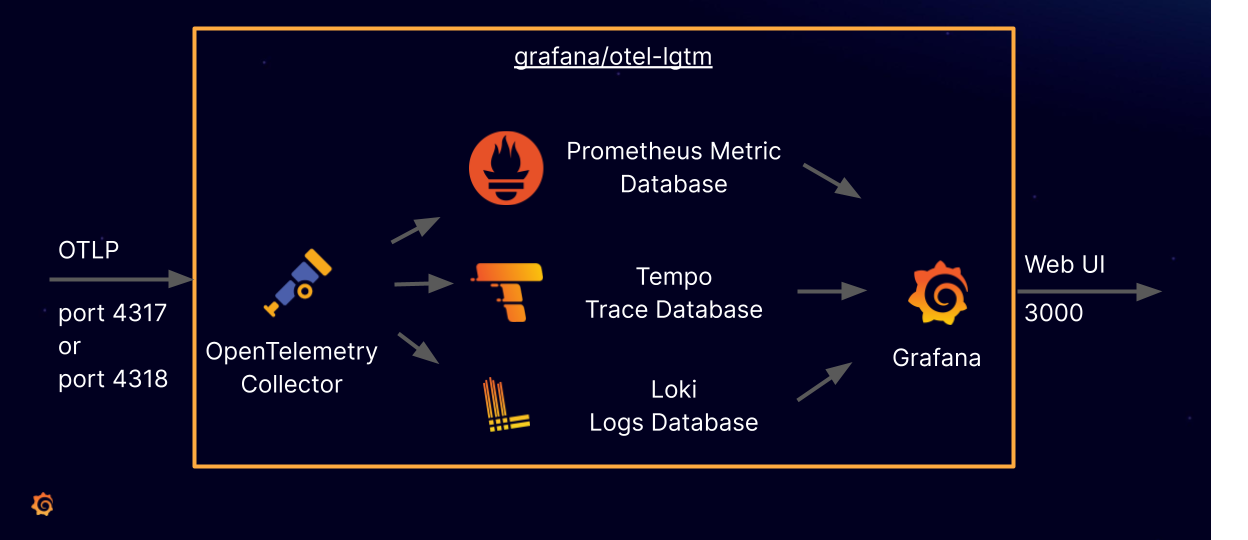 grafana/otel-lgtm
Prometheus Metric
Database
OTLP
port 4317
or
port 4318
OpenTelemetry
Collector
Tempo
Trace Database
Loki
Logs Database
Grafana
Web UI
3000